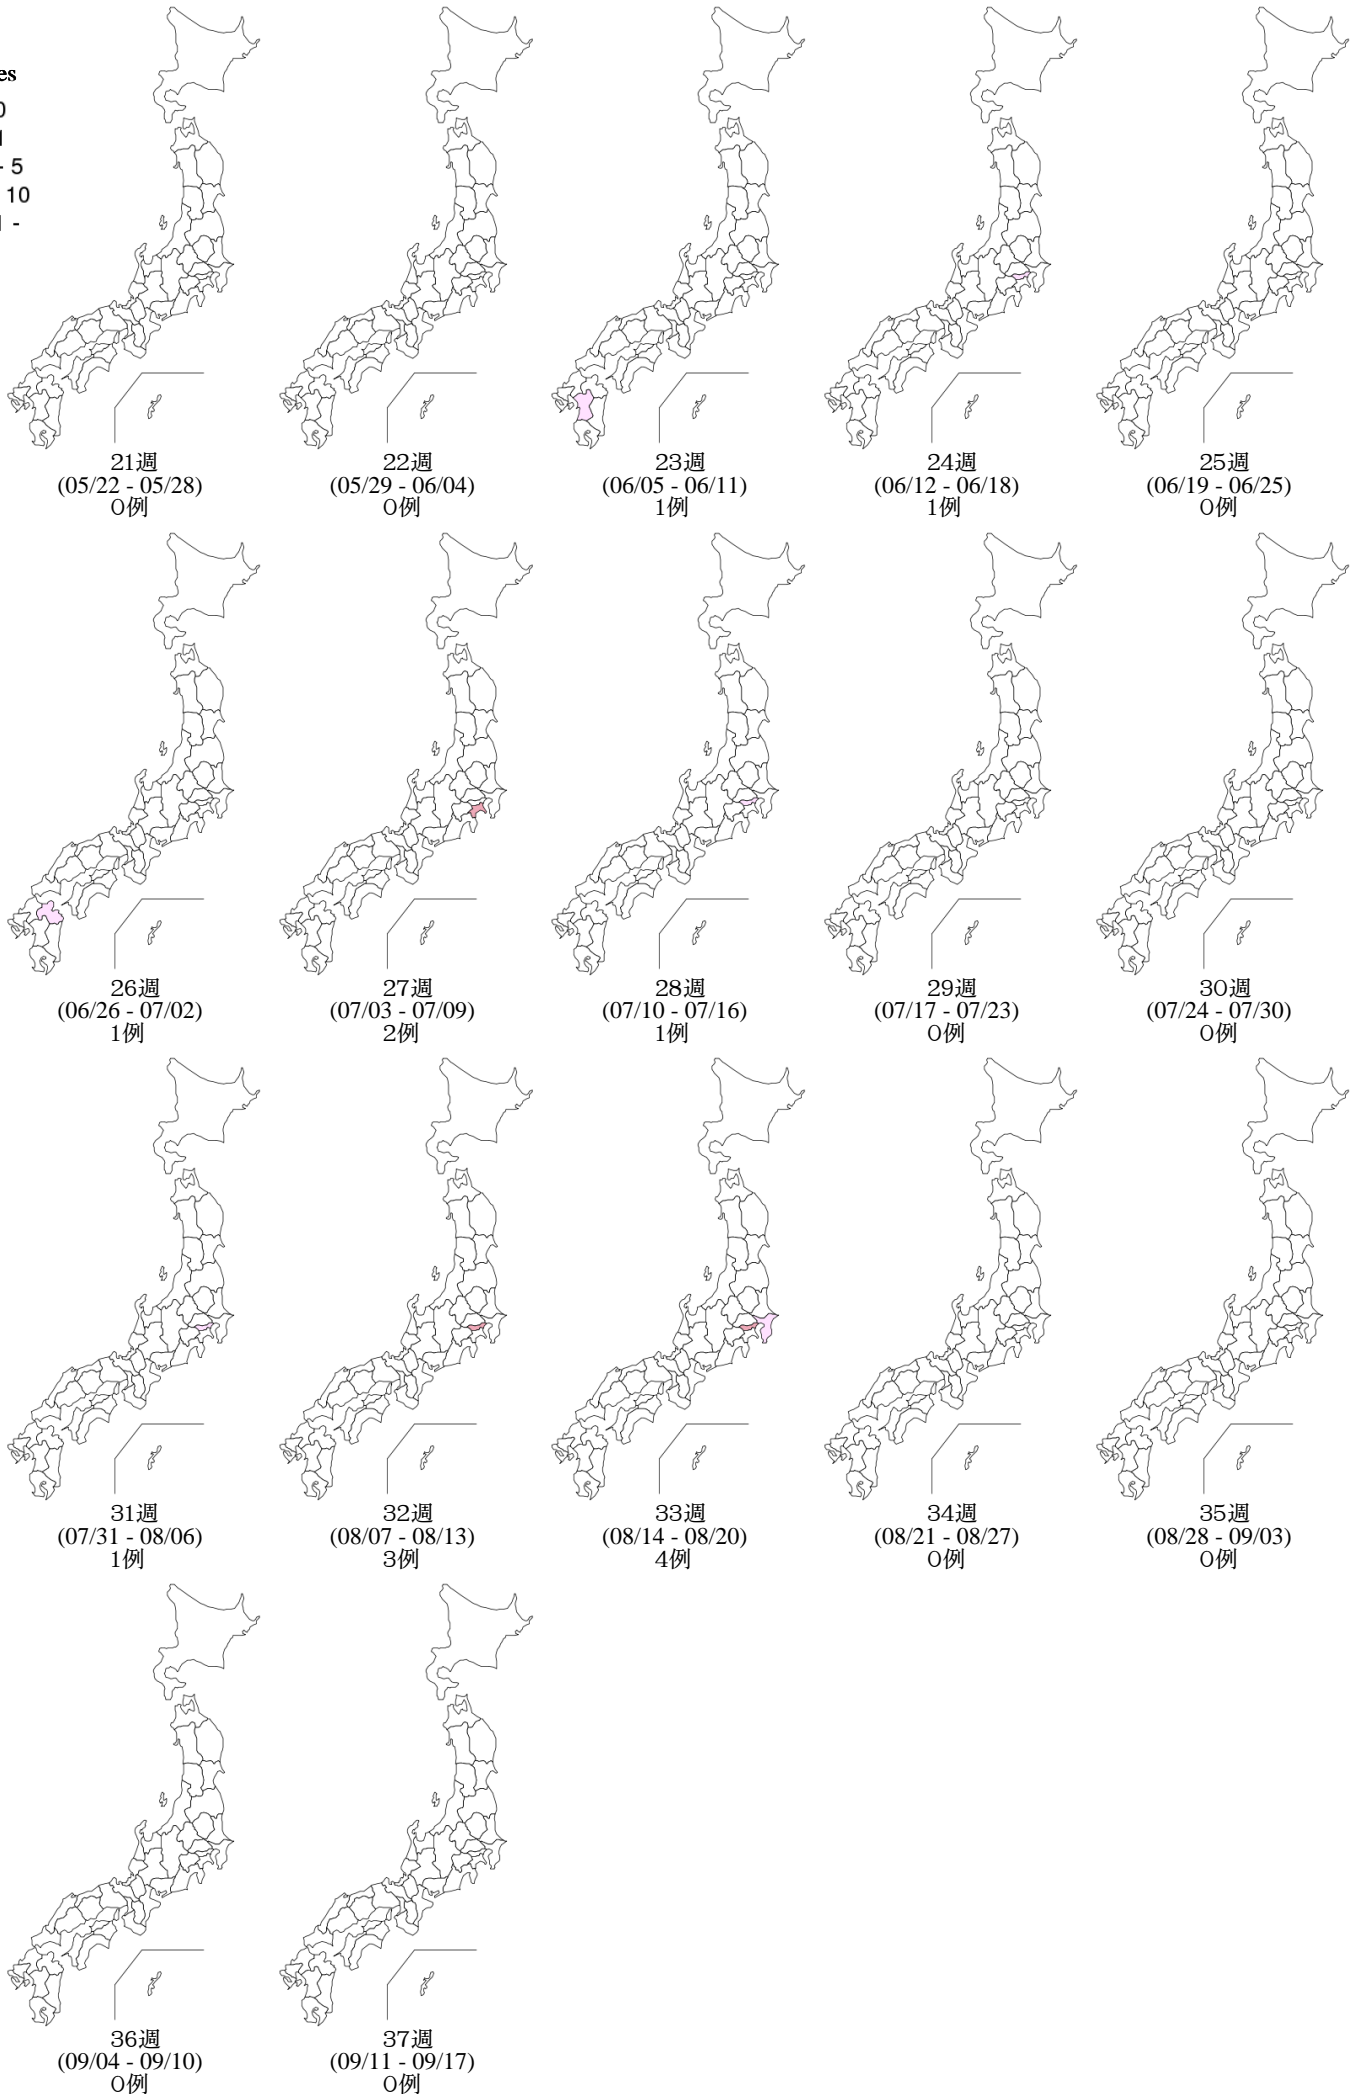 es
0
1
- 5
10
1 -
21週
(05/22 - 05/28)
0例
22週
(05/29 - 06/04)
0例
23週
(06/05 - 06/11)
1例
24週
(06/12 - 06/18)
1例
25週
(06/19 - 06/25)
0例
26週
(06/26 - 07/02)
1例
27週
(07/03 - 07/09)
2例
28週
(07/10 - 07/16)
1例
29週
(07/17 - 07/23)
0例
30週
(07/24 - 07/30)
0例
31週
(07/31 - 08/06)
1例
32週
(08/07 - 08/13)
3例
33週
(08/14 - 08/20)
4例
34週
(08/21 - 08/27)
0例
35週
(08/28 - 09/03)
0例
36週
(09/04 - 09/10)
0例
37週
(09/11 - 09/17)
0例